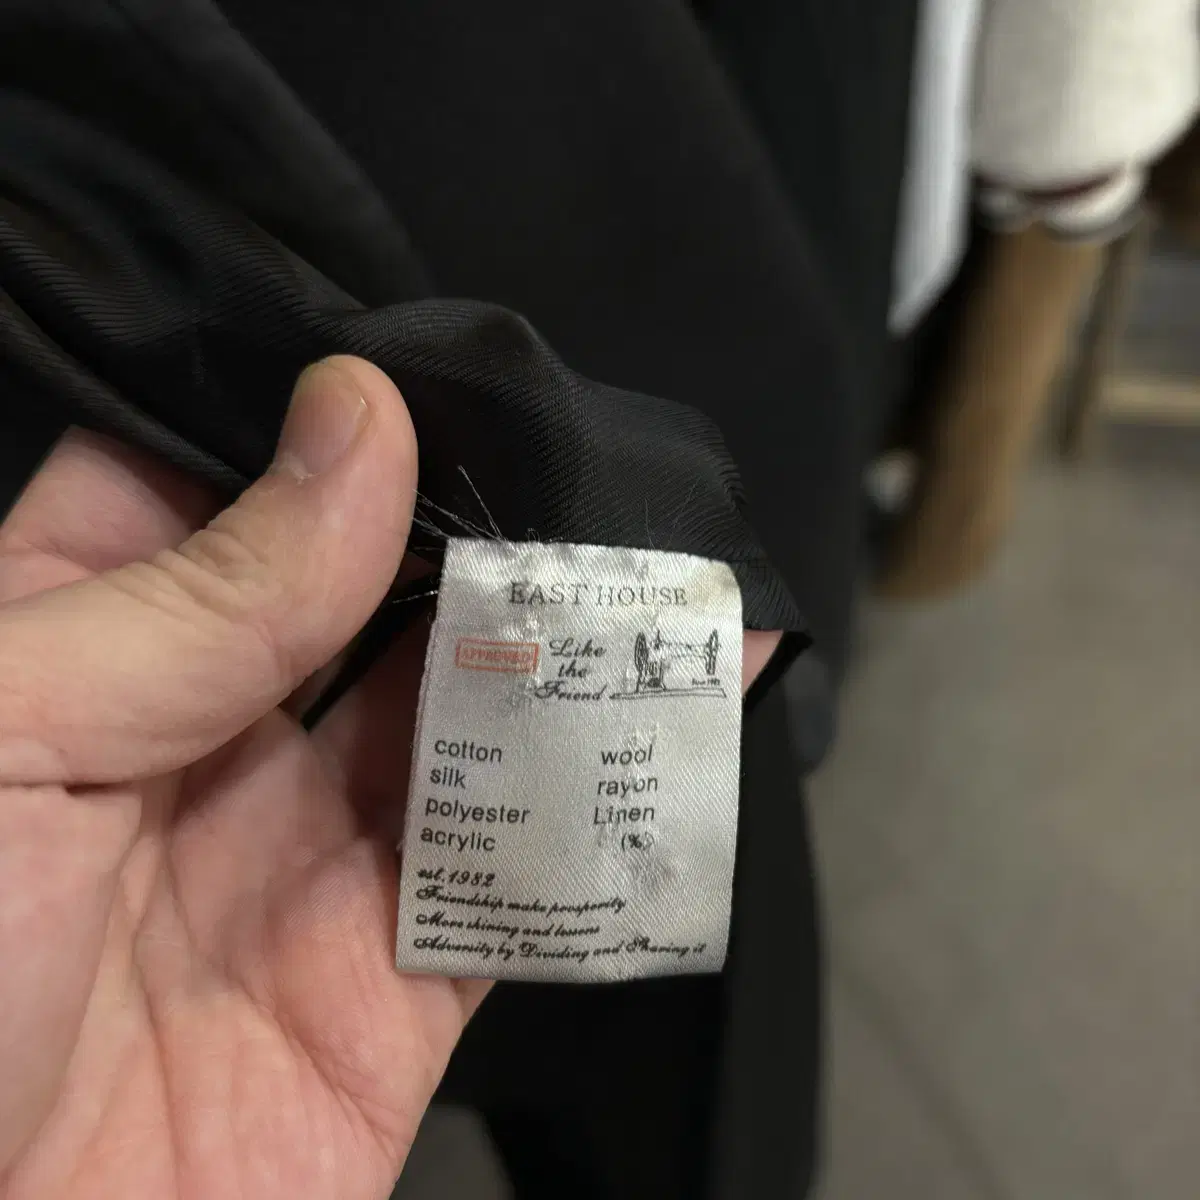 EAST HOUSE
APPROVED
Like
the
Friend
cotton wool
silk rayon
polyester Linen
acrylic (%)
est.1982
Friendship make prosperity
More shining and lessens
Adversity by Dividing and Sharing it